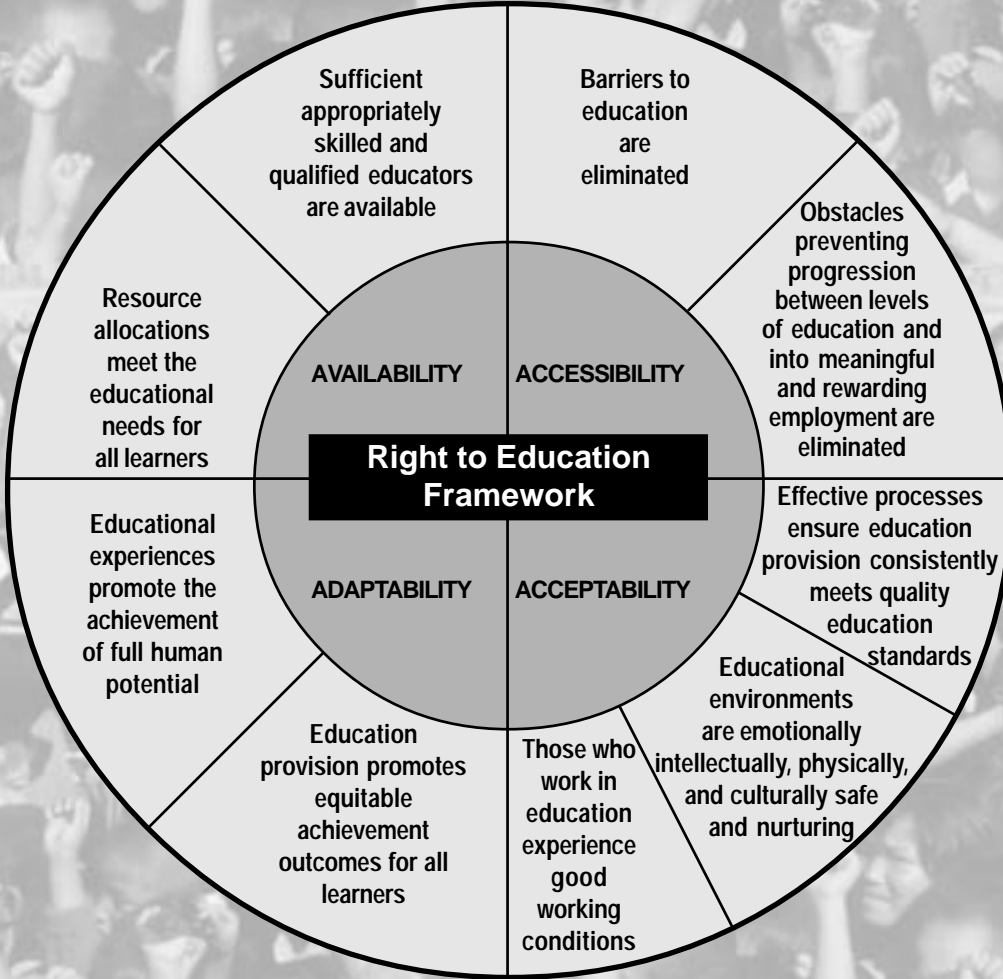 Sufficient
appropriately
skilled and
qualified educators
are available
Barriers to
education
are
eliminated
Obstacles
preventing
progression
between levels
of education and
into meaningful
and rewarding
employment are
eliminated
Resource
allocations
meet the
educational
needs for
all learners
AVAILABILITY
ACCESSIBILITY
Right to Education
Framework
ADAPTABILITY
ACCEPTABILITY
Effective processes
ensure education
provision consistently
meets quality
education
standards
Educational
experiences
promote the
achievement
of full human
potential
Educational
environments
are emotionally
intellectually, physically,
and culturally safe
and nurturing
Education
provision promotes
equitable
achievement
outcomes for all
learners
Those who
work in
education
experience
good
working
conditions